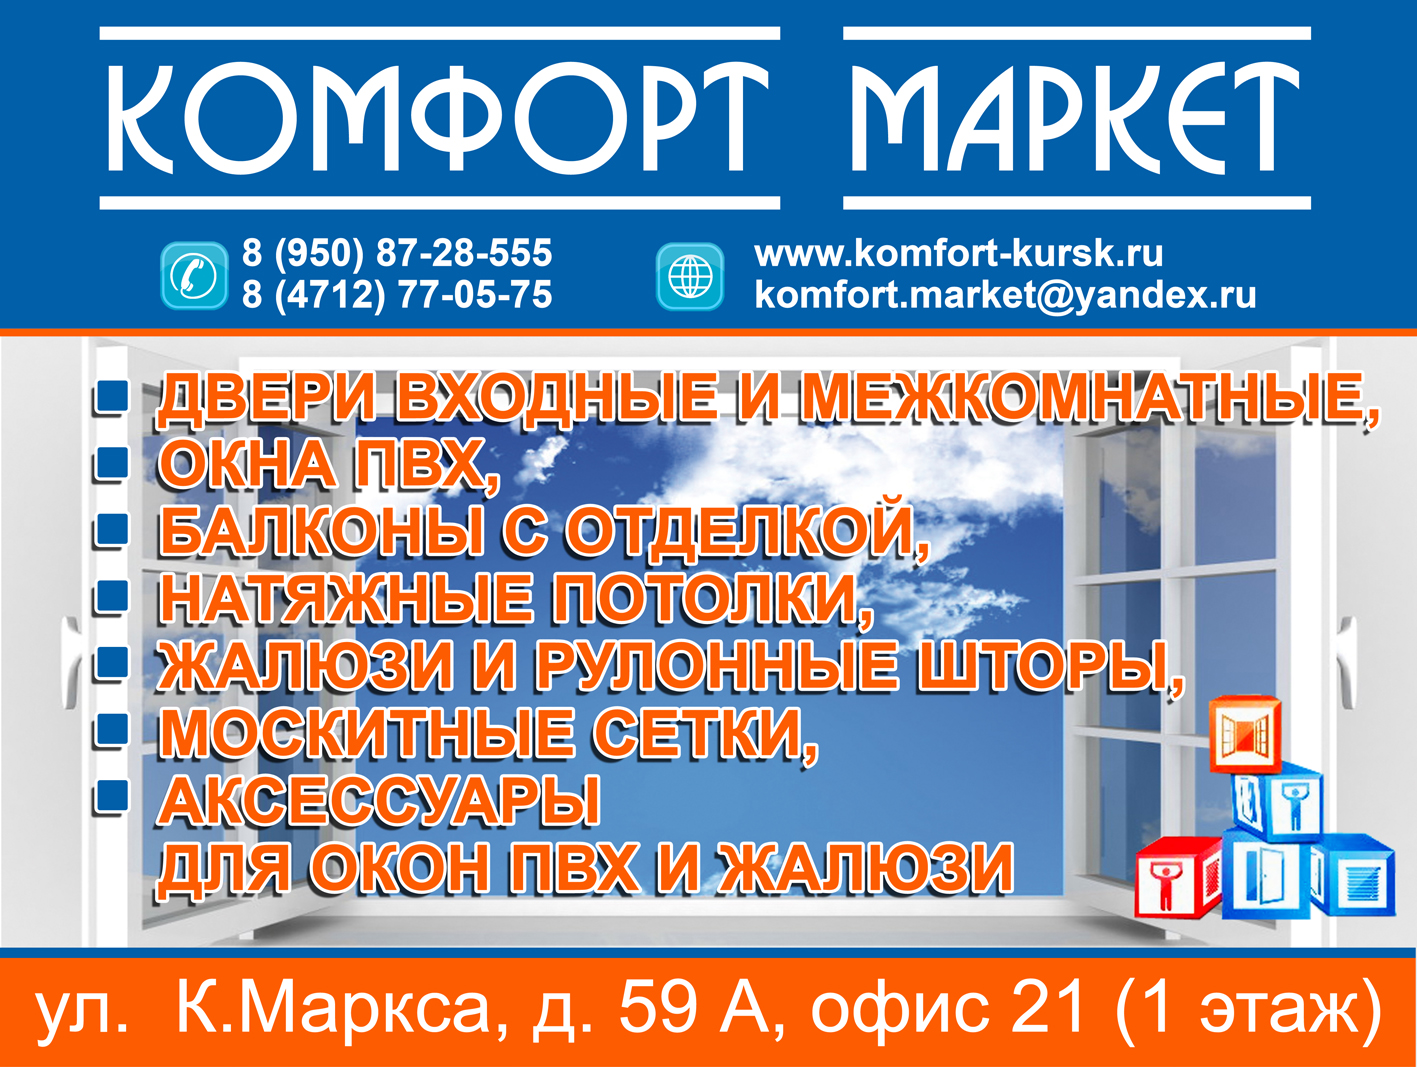 КОМФОРТ МАРКЕТ
8 (950) 87-28-555
8 (4712) 77-05-75
www.komfort-kursk.ru
komfort.market@yandex.ru
ДВЕРИ ВХОДНЫЕ И МЕЖКОМНАТНЫЕ,
ОКНА ПВХ,
БАЛКОНЫ С ОТДЕЛКОЙ,
НАТЯЖНЫЕ ПОТОЛКИ,
ЖАЛЮЗИ И РУЛОННЫЕ ШТОРЫ,
МОСКИТНЫЕ СЕТКИ,
АКСЕССУАРЫ
ДЛЯ ОКОН ПВХ И ЖАЛЮЗИ
ул. К.Маркса, д. 59 А, офис 21 (1 этаж)